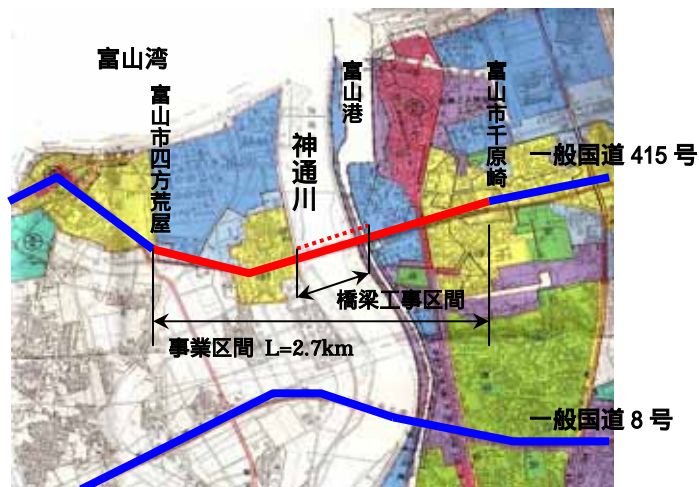 富山湾
富山市四方荒屋
神通川
富山港
富山市千原崎
一般国道 415 号
橋梁工事区間
事業区間 L=2.7km
一般国道 8 号